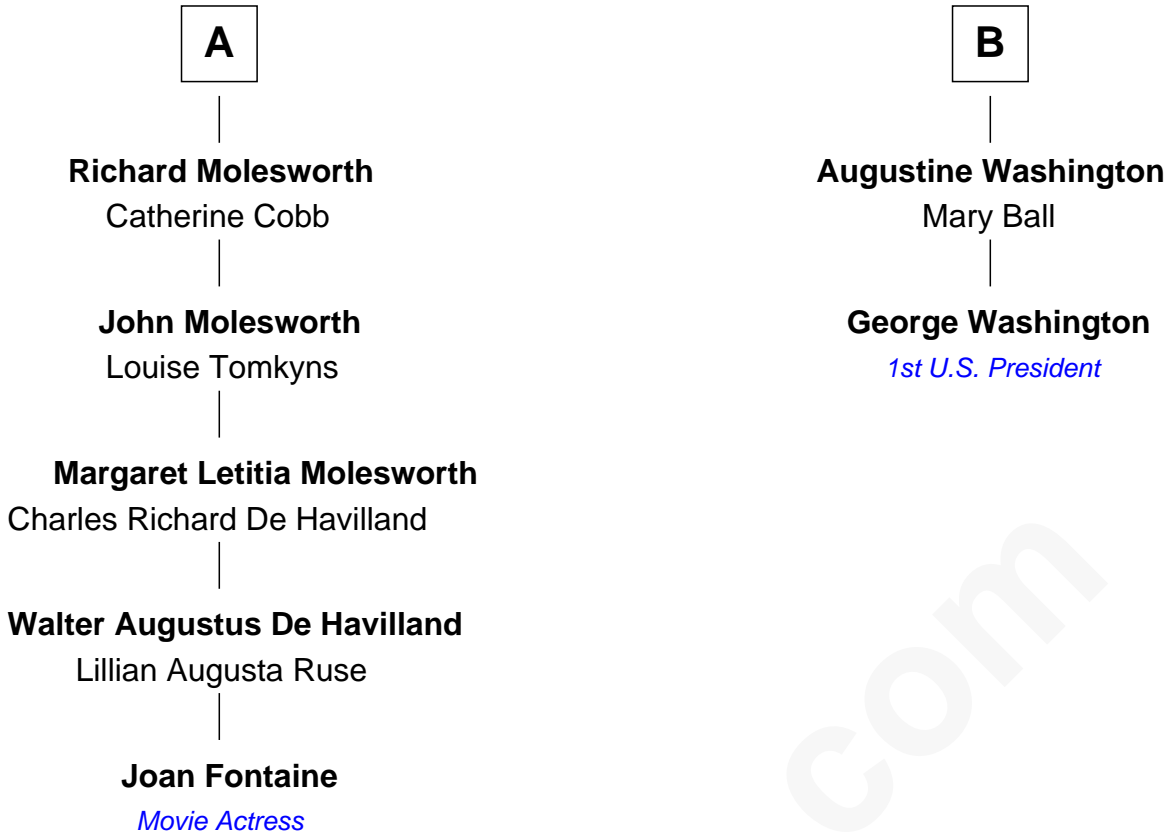 A
Richard Molesworth
Catherine Cobb
John Molesworth
Louise Tomkyns
Margaret Letitia Molesworth
Charles Richard De Havilland
Walter Augustus De Havilland
Lillian Augusta Ruse
Joan Fontaine
Movie Actress
B
Augustine Washington
Mary Ball
George Washington
1st U.S. President
com